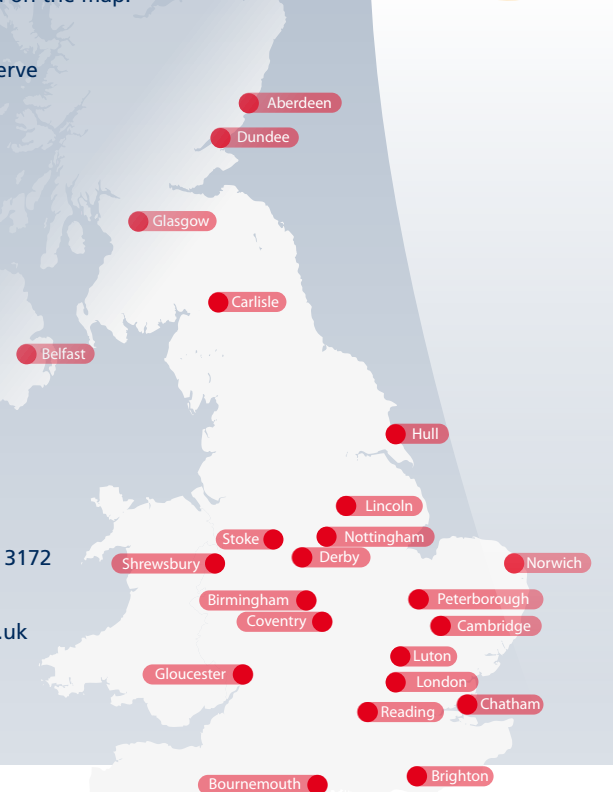 on the map.
erve
Aberdeen
Dundee
Glasgow
Carlisle
Belfast
Hull
Lincoln
Nottingham
Stoke
Derby
3172
Shrewsbury
Norwich
Birmingham
Peterborough
Coventry
Cambridge
.uk
Luton
Gloucester
London
Chatham
Reading
Brighton
Bournemouth